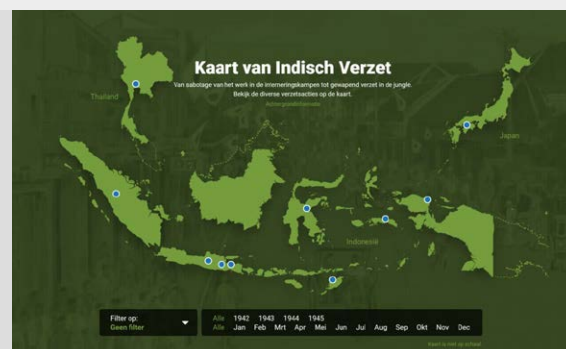 Kaart van Indisch Verzet
Van sabotage van het werk in de interneringskampen tot gewapend verzet in de jungle.
Bekijk de diverse verzetsacties op de kaart.
Achtergrondinformatie
Thailand
Japan
Indonesië
Filter op:
Geen filter
Alle 1942 1943 1944 1945
Alle Jan Feb Mrt Apr Mei Jun Jul Aug Sep Okt Nov Dec
Kaart is niet op schaal